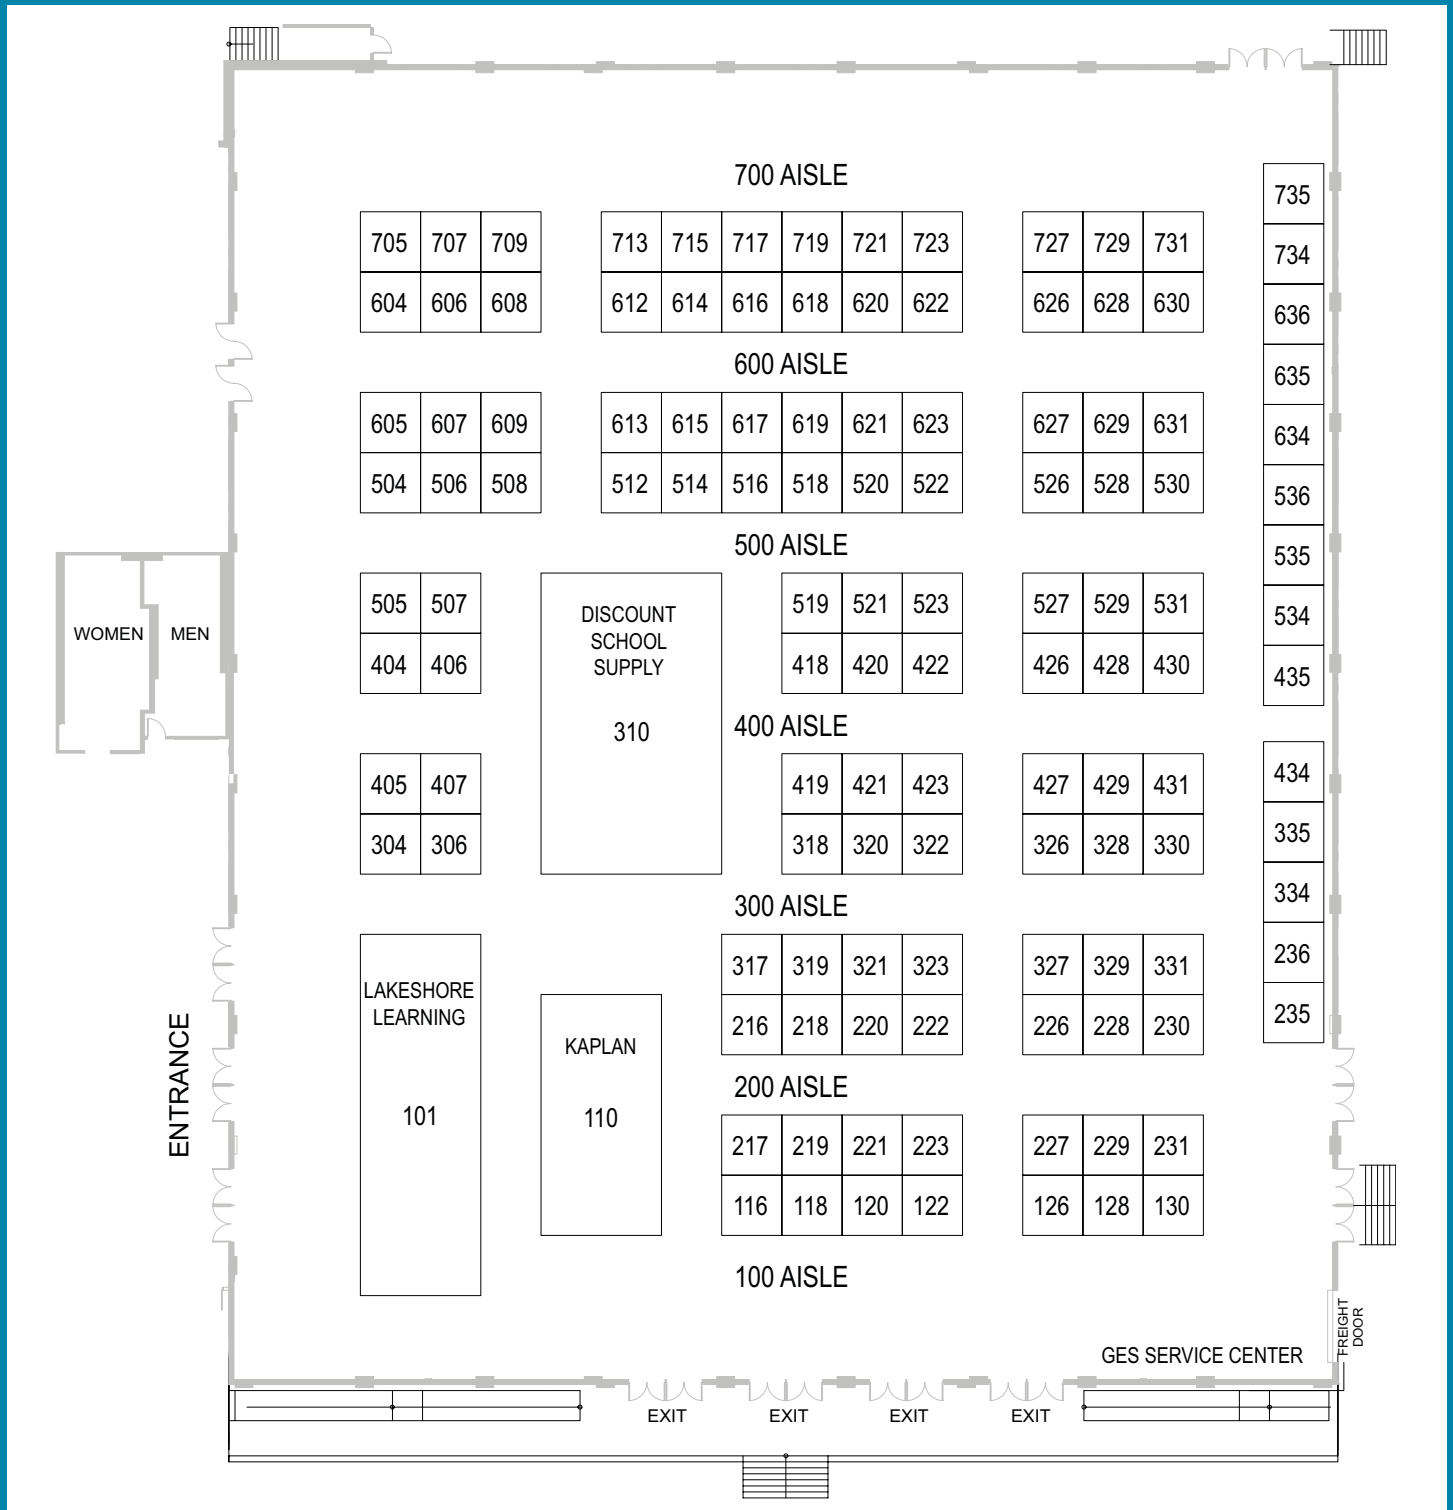 700 AISLE
735
705 707 709 713 715 717 719 721 723 727 729 731
734
604 606 608 612 614 616 618 620 622 626 628 630
636
600 AISLE
635
605 607 609 613 615 617 619 621 623 627 629 631
634
504 506 508 512 514 516 518 520 522 526 528 530
536
500 AISLE
535
505 507
DISCOUNT
SCHOOL
SUPPLY
310
519 521 523 527 529 531
534
WOMEN MEN
404 406 418 420 422 426 428 430
435
400 AISLE
405 407 419 421 423 427 429 431
434
304 306 318 320 322 326 328 330
335
300 AISLE
334
317 319 321 323 327 329 331
236
LAKESHORE
LEARNING
101
216 218 220 222 226 228 230
235
KAPLAN
110
ENTRANCE
200 AISLE
217 219 221 223 227 229 231
116 118 120 122 126 128 130
100 AISLE
FREIGHT
DOOR
GES SERVICE CENTER
EXIT EXIT EXIT EXIT